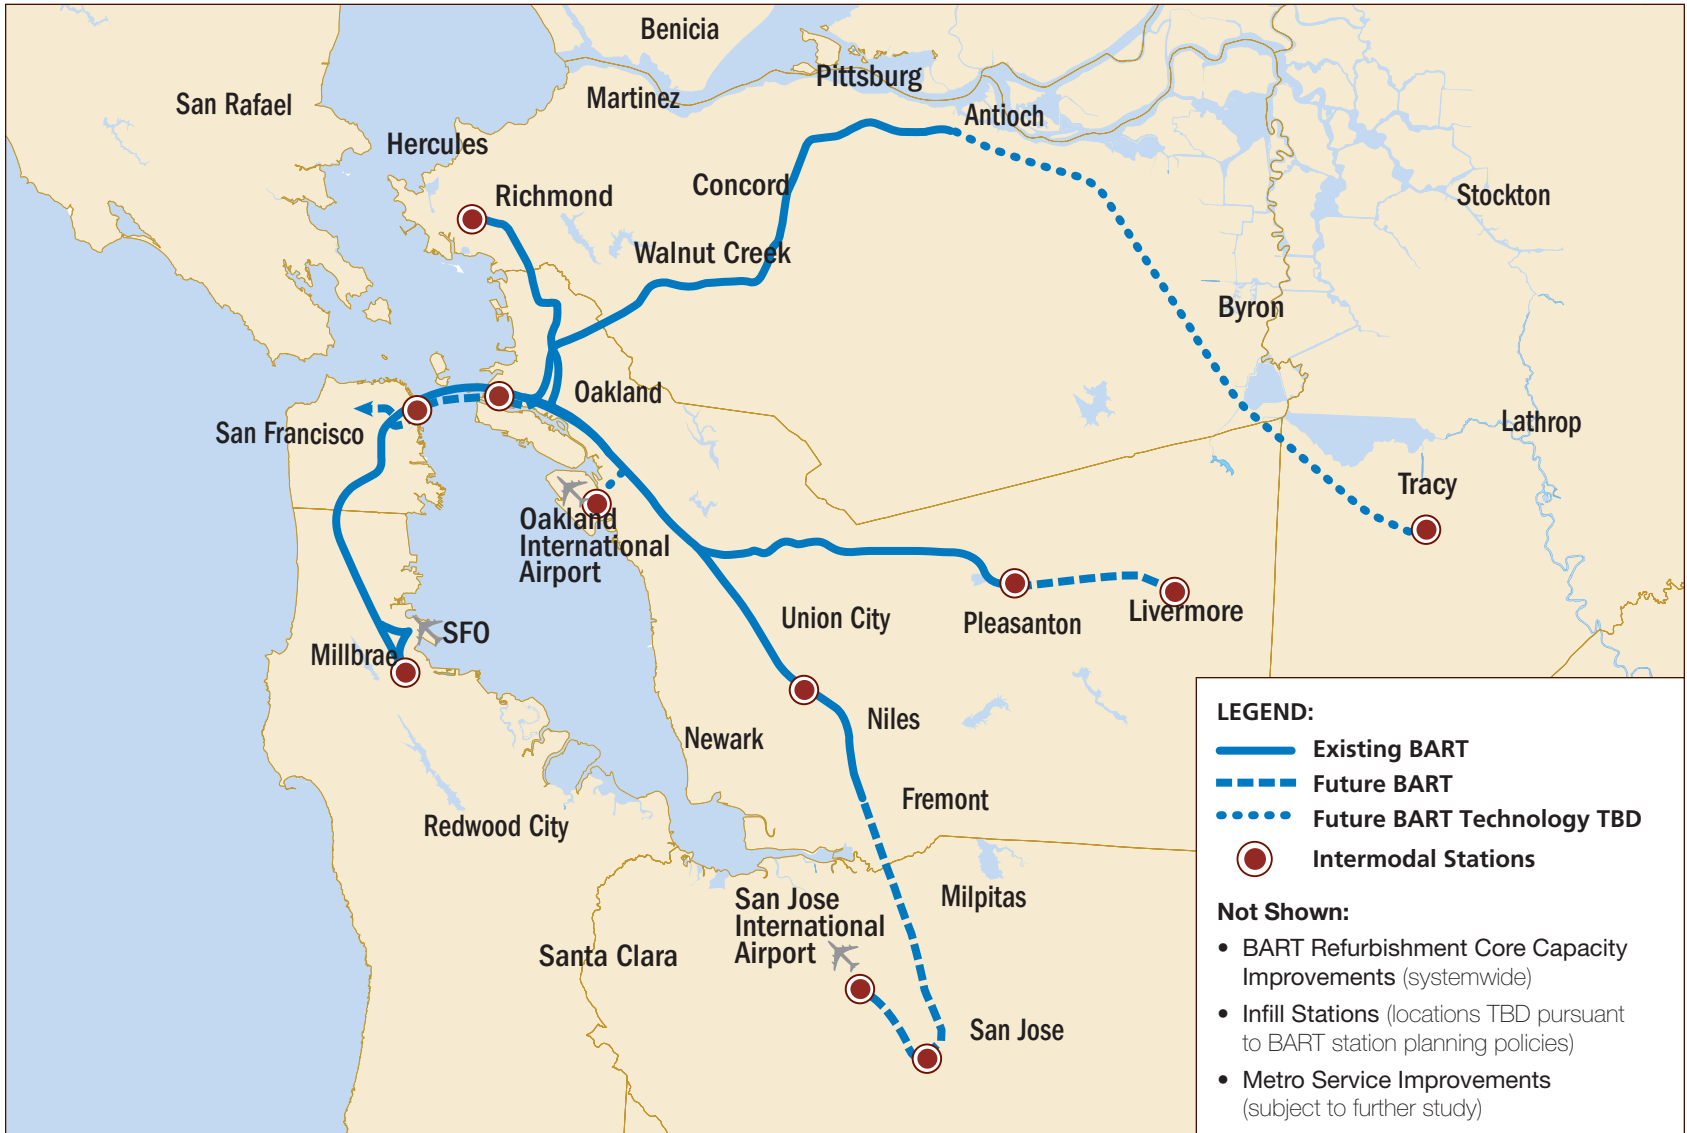 Benicia
San Rafael
Martinez
Pittsburg
Antioch
Hercules
Richmond
Concord
Stockton
Walnut Creek
Byron
Oakland
San Francisco
Lathrop
Tracy
Oakland
International
Airport
Union City
Pleasanton
Livermore
SFO
Millbrae
Niles
Newark
Fremont
Redwood City
Milpitas
San Jose
International
Airport
Santa Clara
San Jose
LEGEND:
Existing BART
Future BART
Future BART Technology TBD
Intermodal Stations
Not Shown:
• BART Refurbishment Core Capacity
Improvements (systemwide)
• Infill Stations (locations TBD pursuant
to BART station planning policies)
• Metro Service Improvements
(subject to further study)